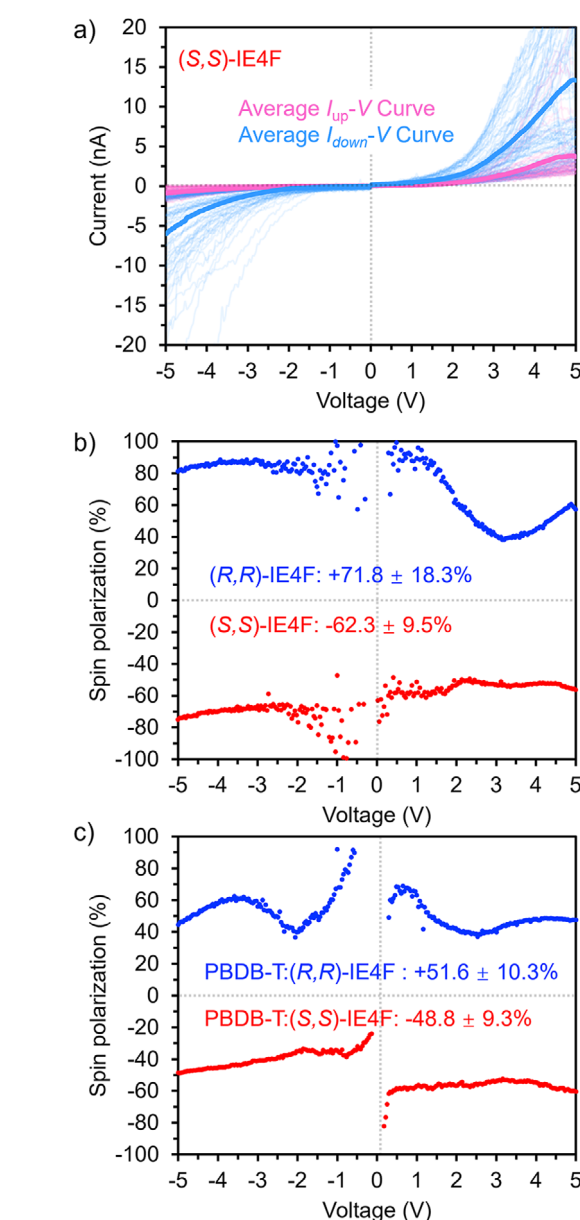 a)
20
15
10
5
0
-5
-10
-15
-20
Current (nA)
(S,S)-IE4F
Average Iup-V Curve
Average Idown-V Curve
-5 -4 -3 -2 -1 0 1 2 3 4 5
Voltage (V)
b)
100
80
60
40
20
0
-20
-40
-60
-80
-100
Spin polarization (%)
(R,R)-IE4F: +71.8 ± 18.3%
(S,S)-IE4F: -62.3 ± 9.5%
-5 -4 -3 -2 -1 0 1 2 3 4 5
Voltage (V)
c)
100
80
60
40
20
0
-20
-40
-60
-80
-100
Spin polarization (%)
PBDB-T:(R,R)-IE4F : +51.6 ± 10.3%
PBDB-T:(S,S)-IE4F: -48.8 ± 9.3%
-5 -4 -3 -2 -1 0 1 2 3 4 5
Voltage (V)